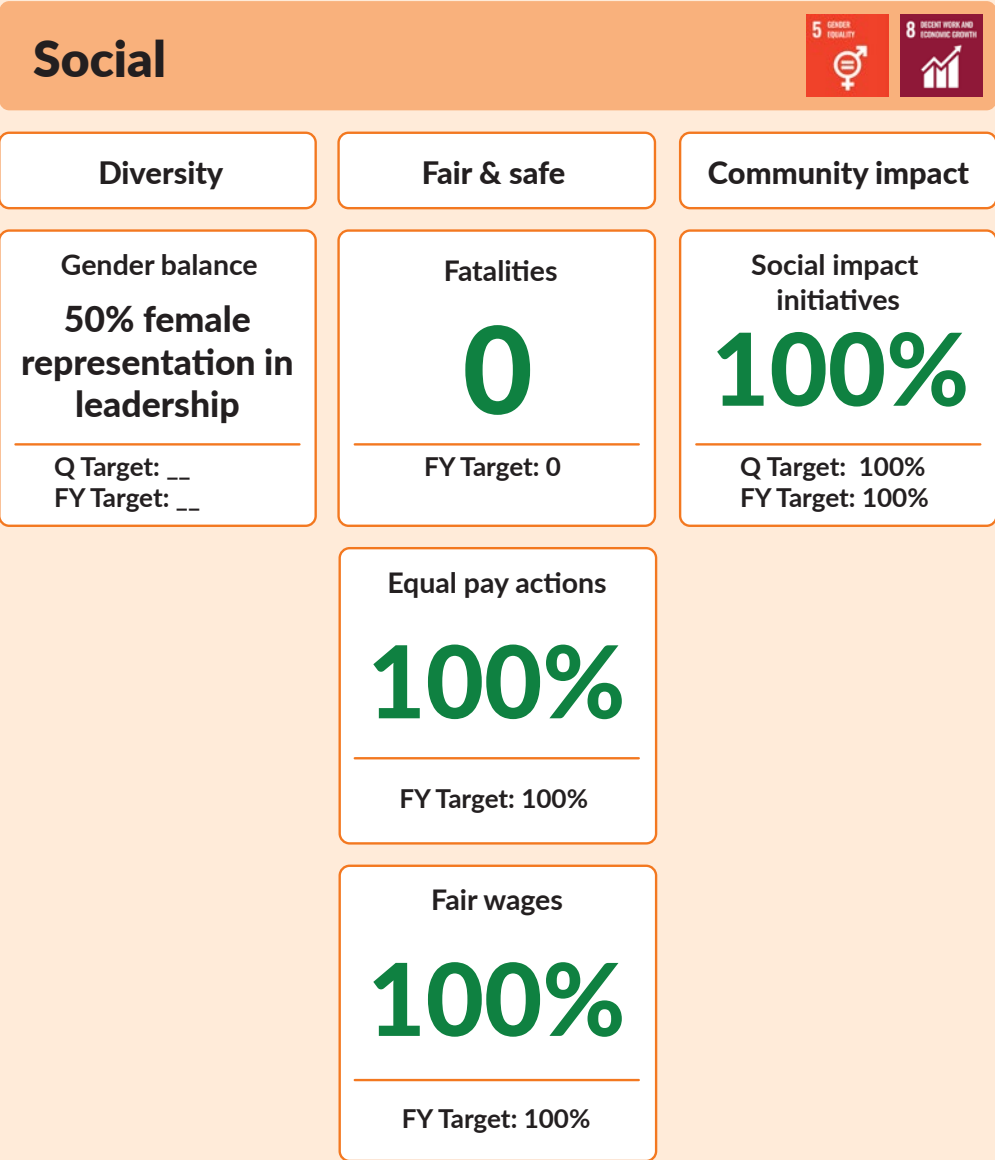 Social
5 GENDER
EQUALITY
8 DECENT WORK AND
ECONOMIC GROWTH
Diversity
Fair & safe
Community impact
Gender balance
50% female
representation in
leadership
Q Target: __
FY Target: __
Fatalities
0
FY Target: 0
Social impact
initiatives
100%
Q Target: 100%
FY Target: 100%
Equal pay actions
100%
FY Target: 100%
Fair wages
100%
FY Target: 100%